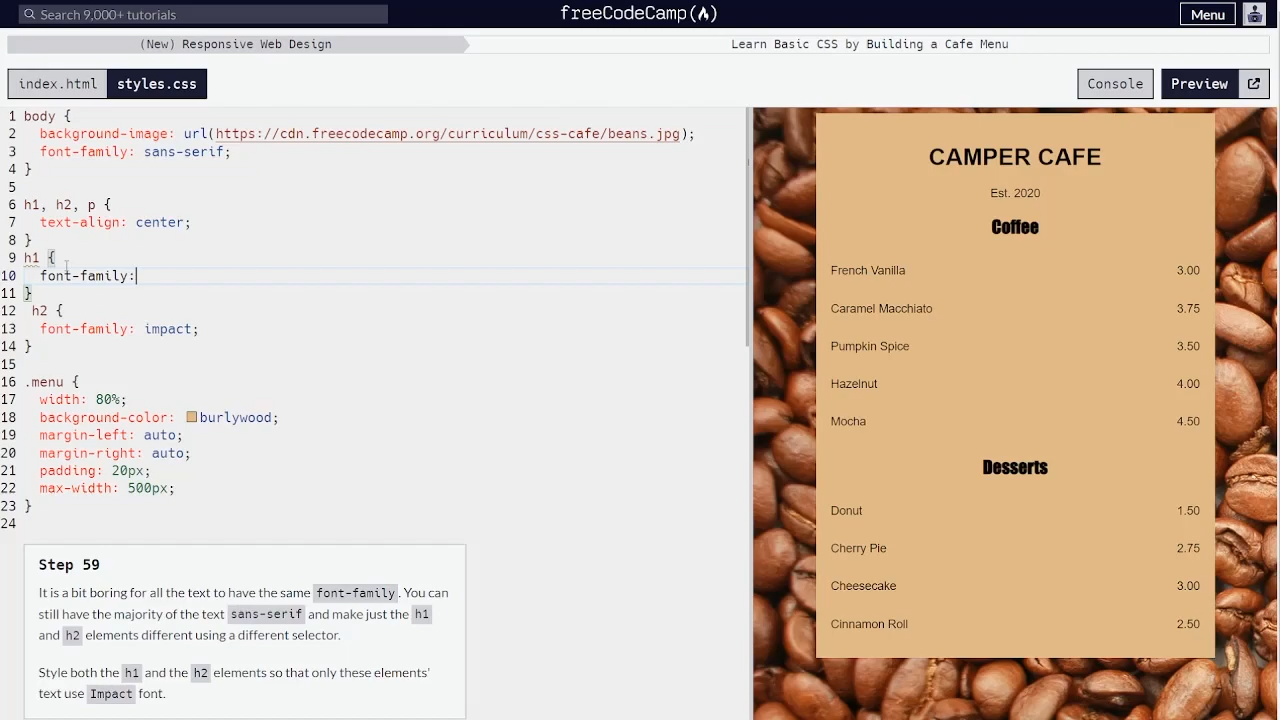 Search 9,000+ tutorials
freeCodeCamp
Menu
(New) Responsive Web Design
Learn Basic CSS by Building a Cafe Menu
index.html
styles.css
Console
Preview
1 body {
2 background-image: url(https://cdn.freecodecamp.org/curriculum/css-cafe/beans.jpg);
3 font-family: sans-serif;
4 }
5
6 h1, h2, p {
7 text-align: center;
8 }
9 h1 {
10 font-family:
11 }
12 h2 {
13 font-family: impact;
14 }
15
16 .menu {
17 width: 80%;
18 background-color: burlywood;
19 margin-left: auto;
20 margin-right: auto;
21 padding: 20px;
22 max-width: 500px;
23 }
24
Step 59
It is a bit boring for all the text to have the same font-family. You can
still have the majority of the text sans-serif and make just the h1
and h2 elements different using a different selector.
Style both the h1 and the h2 elements so that only these elements'
text use Impact font.
CAMPER CAFE
Est. 2020
Coffee
French Vanilla 3.00
Caramel Macchiato 3.75
Pumpkin Spice 3.50
Hazelnut 4.00
Mocha 4.50
Desserts
Donut 1.50
Cherry Pie 2.75
Cheesecake 3.00
Cinnamon Roll 2.50